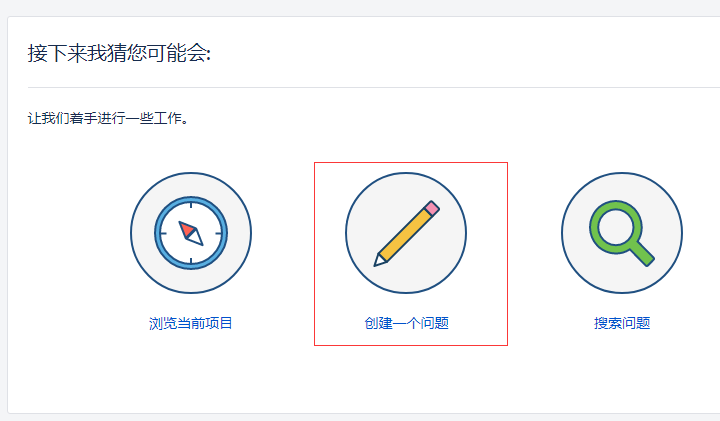 接下来我猜您可能会:
让我们着手进行一些工作。
浏览当前项目
创建一个问题
搜索问题